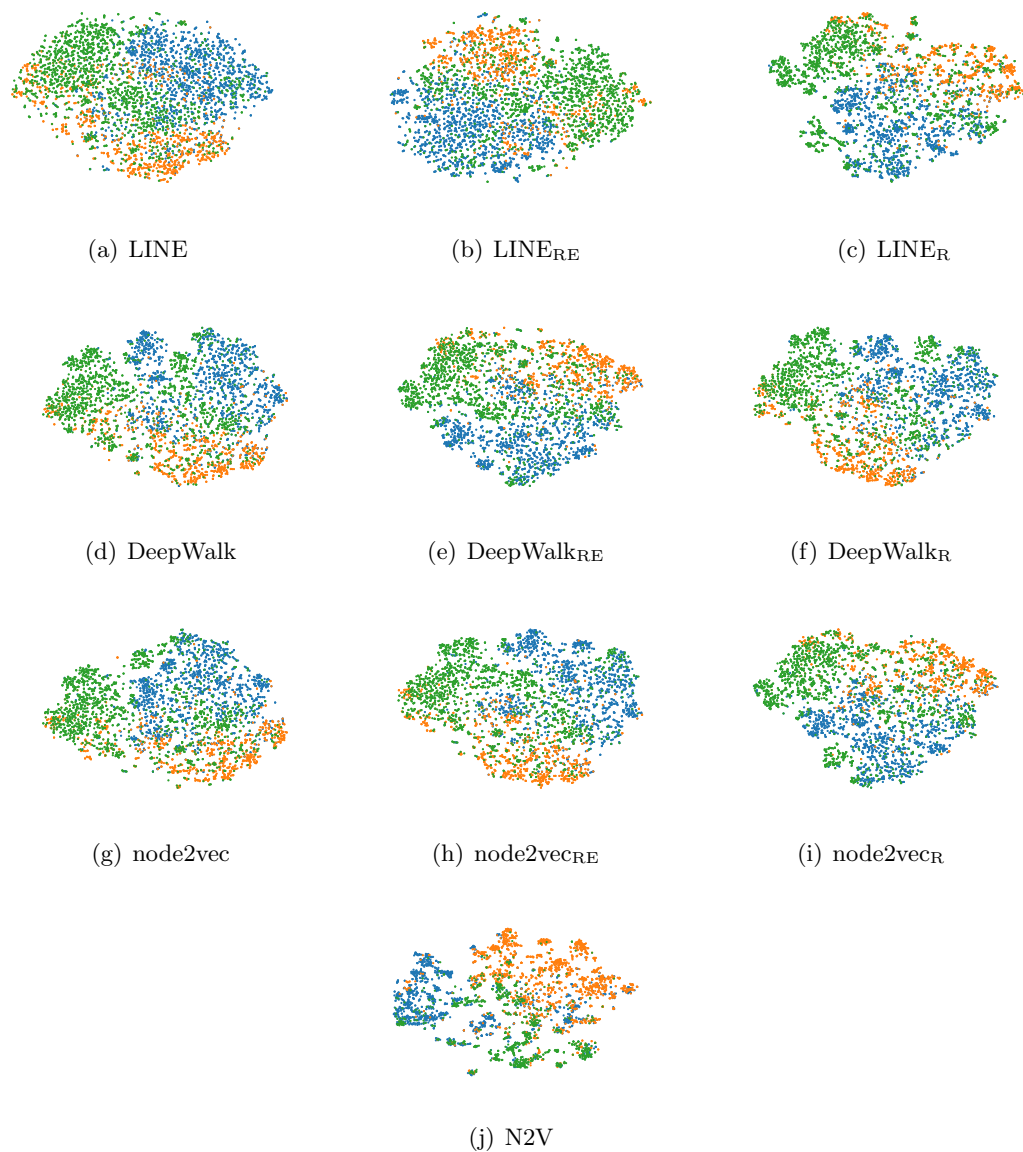 (a) LINE
(b) LINE_RE
(c) LINE_R
(d) DeepWalk
(e) DeepWalk_RE
(f) DeepWalk_R
(g) node2vec
(h) node2vec_RE
(i) node2vec_R
(j) N2V